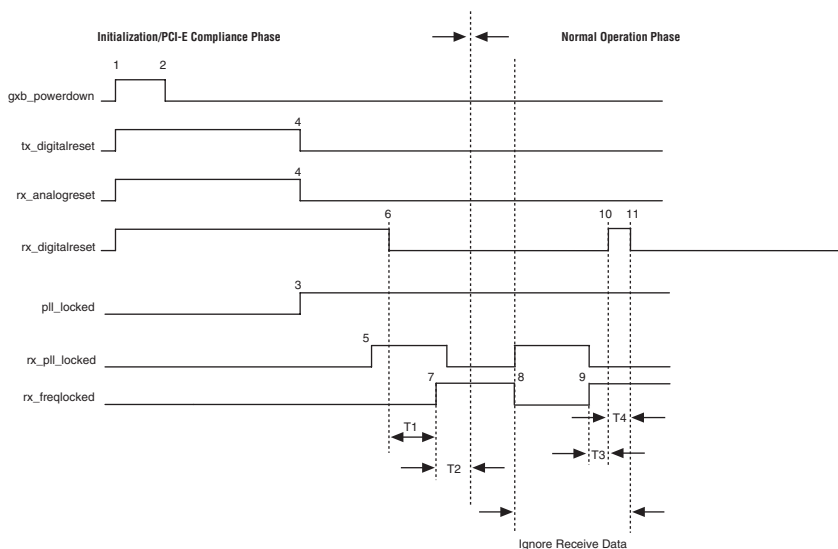 Initialization/PCI-E Compliance Phase
Normal Operation Phase
1 2
gxb_powerdown
4
tx_digitalreset
4
rx_analogreset
6 10 11
rx_digitalreset
3
pll_locked
5
rx_pll_locked
7 8 9
rx_freqlocked
T1 T4
T2 T3
Ignore Receive Data